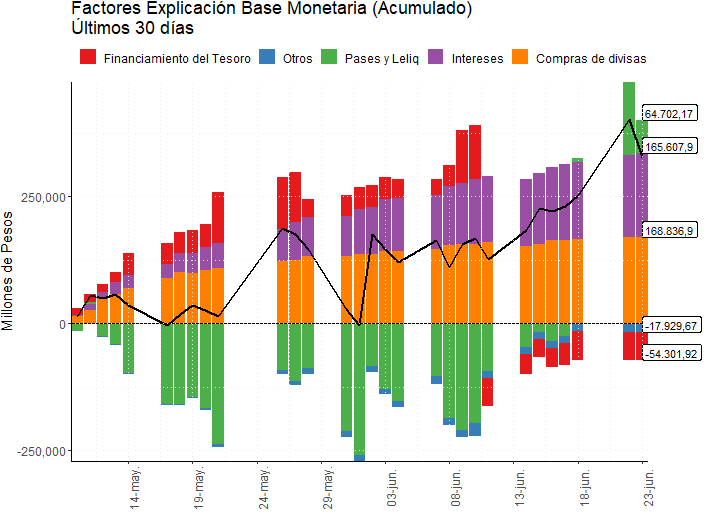 Factores Explicación Base Monetaria (Acumulado)
Últimos 30 días
Financiamiento del Tesoro Otros Pases y Leliq Intereses Compras de divisas
Millones de Pesos
250,000
0
-250,000
64.702,17
165.607,9
168.836,9
-17.929,67
-54.301,92
14-may.
19-may.
24-may.
29-may.
03-jun.
08-jun.
13-jun.
18-jun.
23-jun.